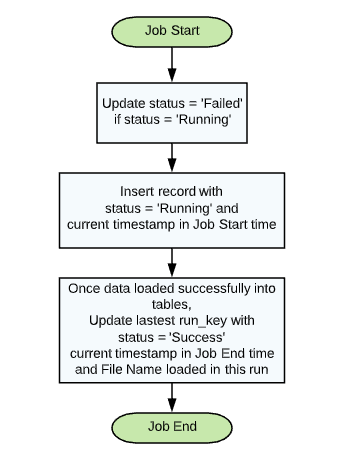 Job Start
Update status = 'Failed'
if status = 'Running'
Insert record with
status = 'Running' and
current timestamp in Job Start time
Once data loaded successfully into
tables,
Update lastest run_key with
status = 'Success'
current timestamp in Job End time
and File Name loaded in this run
Job End